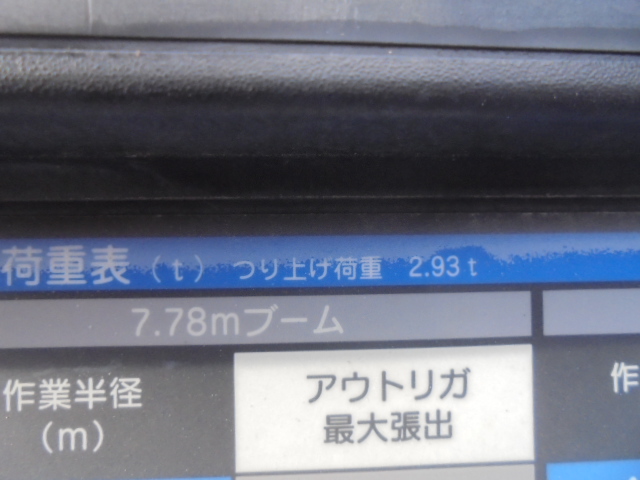 荷重表（ｔ） つり上げ荷重 2.93ｔ
7.78mブーム
作業半径
（m）
アウトリガ
最大張出
作